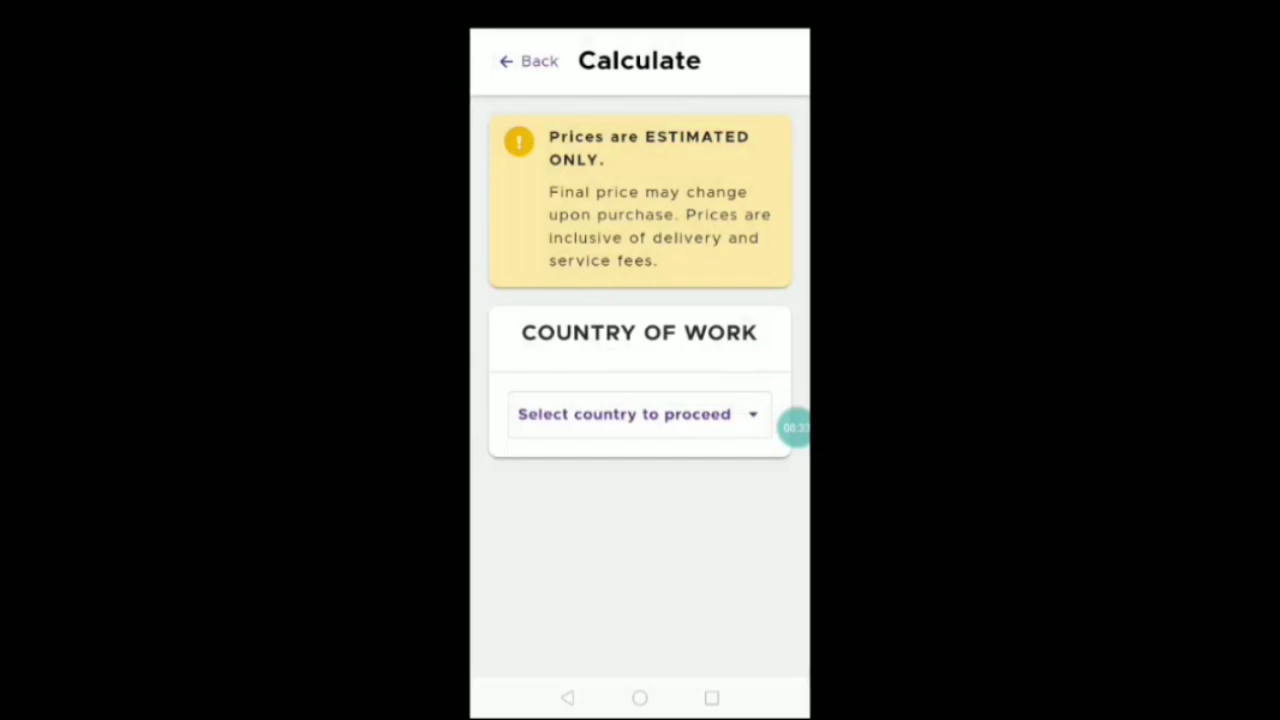 Back Calculate
Prices are ESTIMATED
ONLY.
Final price may change
upon purchase. Prices are
inclusive of delivery and
service fees.
COUNTRY OF WORK
Select country to proceed